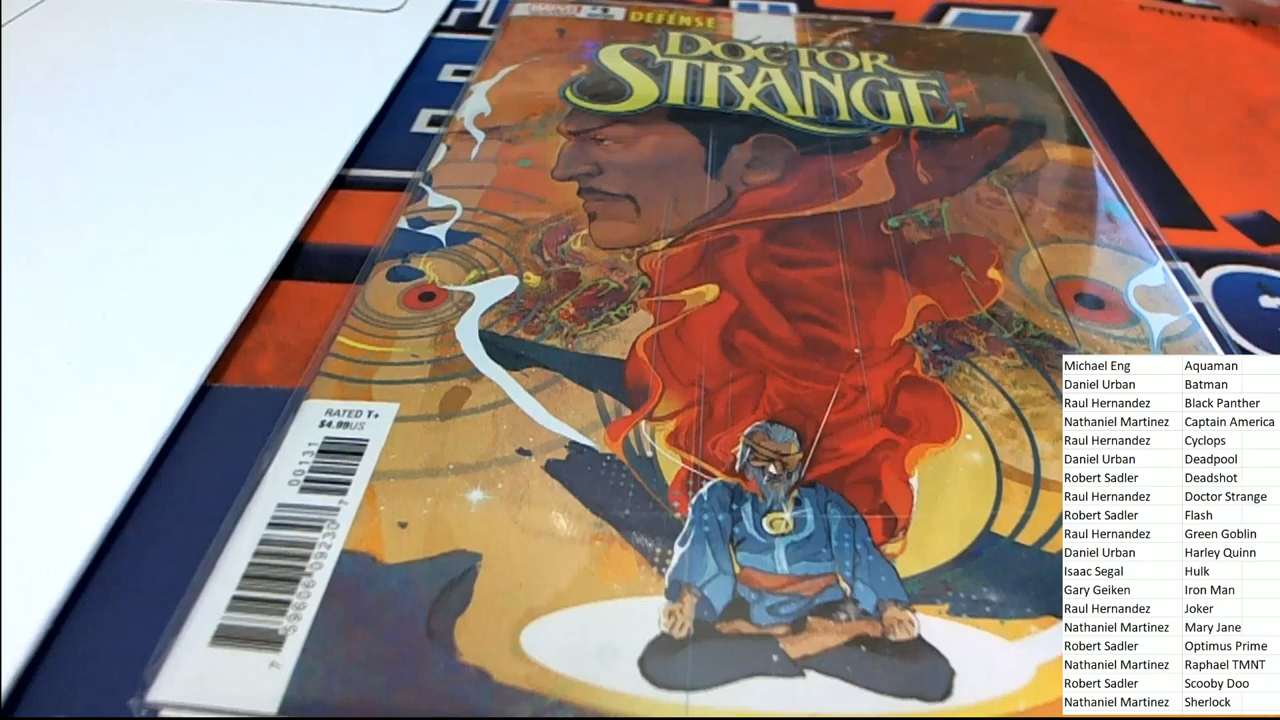 DEFENSE
DOCTOR
STRANGE
PROTECT
RATED T+
$4.99US
00131
Michael Eng Aquaman
Daniel Urban Batman
Raul Hernandez Black Panther
Nathaniel Martinez Captain America
Raul Hernandez Cyclops
Daniel Urban Deadpool
Robert Sadler Deadshot
Raul Hernandez Doctor Strange
Robert Sadler Flash
Raul Hernandez Green Goblin
Daniel Urban Harley Quinn
Isaac Segal Hulk
Gary Geiken Iron Man
Raul Hernandez Joker
Nathaniel Martinez Mary Jane
Robert Sadler Optimus Prime
Nathaniel Martinez Raphael TMNT
Robert Sadler Scooby Doo
Nathaniel Martinez Sherlock